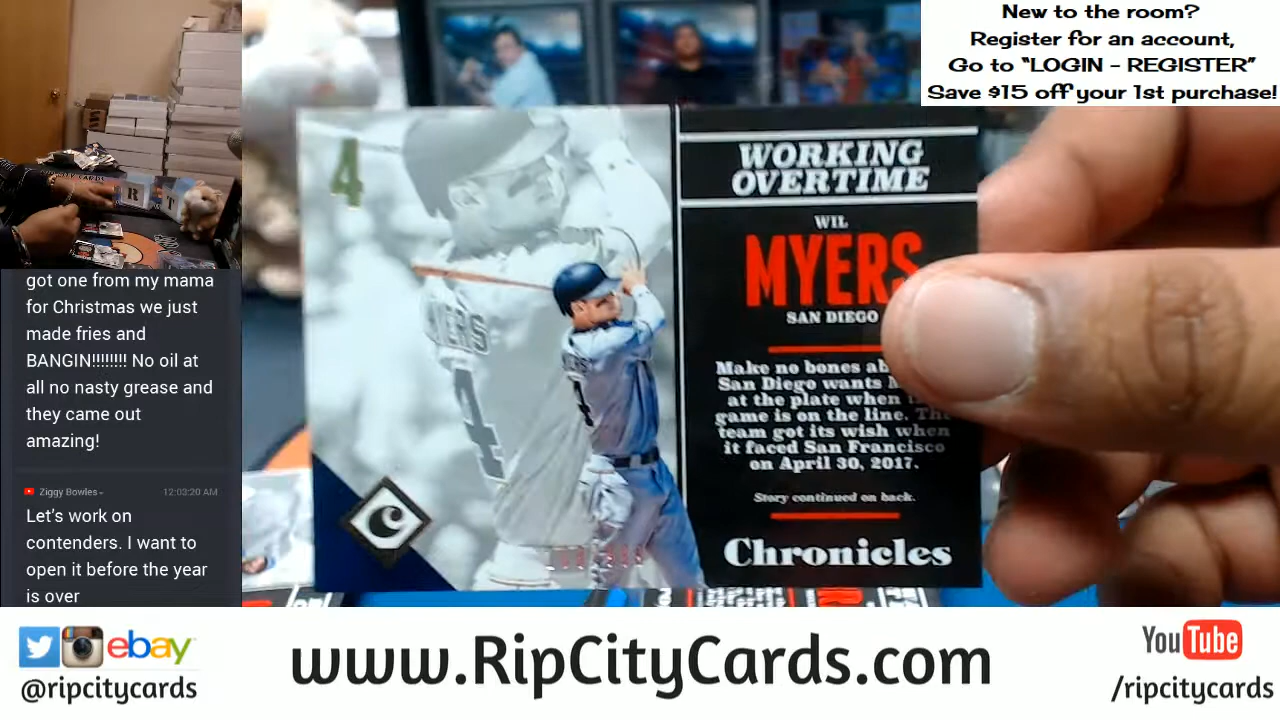 New to the room?
Register for an account,
Go to "LOGIN - REGISTER"
Save $15 off your 1st purchase!
4
WORKING
OVERTIME
WIL
MYERS
SAN DIEGO
Make no bones
San Diego wants
at the plate when
game is on the line. The
team got its wish when
it faced San Francisco
on April 30, 2017.
Story continued on back.
Chronicles
C
4
R T
got one from my mama
for Christmas we just
made fries and
BANGIN!!!!!!!! No oil at
all no nasty grease and
they came out
amazing!
Ziggy Bowles 12:03:20 AM
Let's work on
contenders. I want to
open it before the year
is over
ebay
@ripcitycards
www.RipCityCards.com
YouTube
/ripcitycards